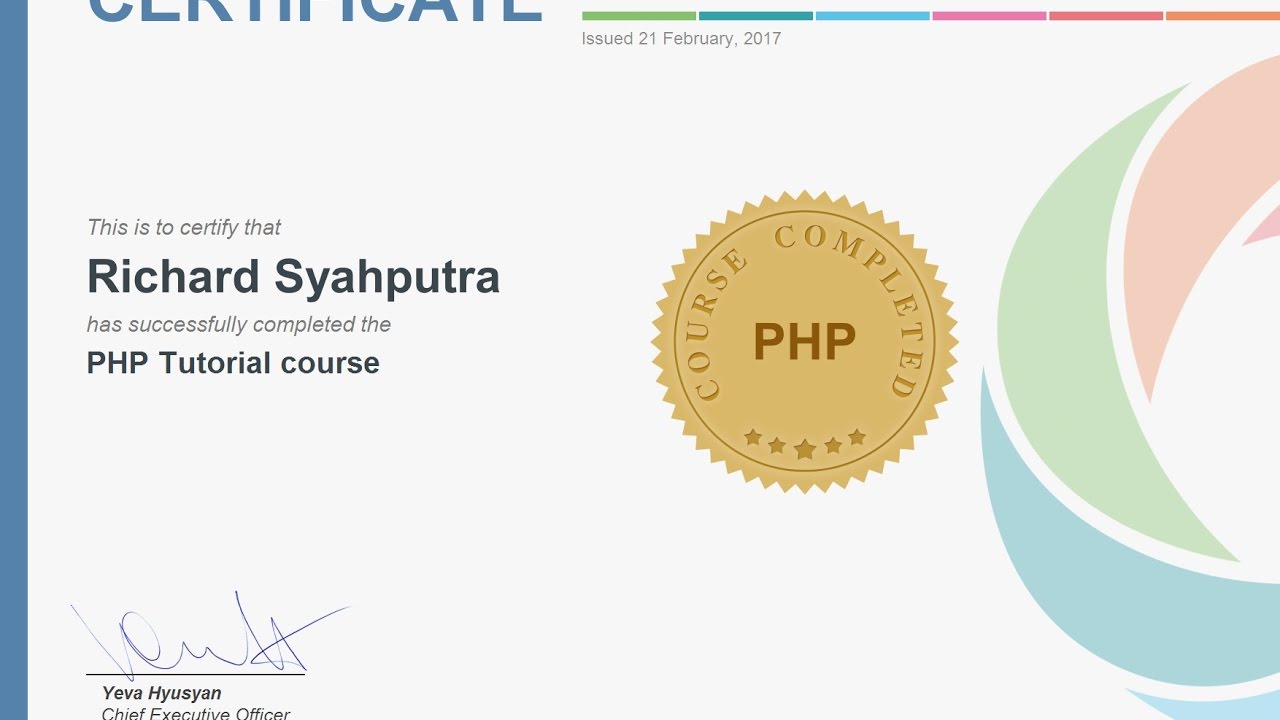 CERTIFICATE
Issued 21 February, 2017
This is to certify that
Richard Syahputra
has successfully completed the
PHP Tutorial course
COURSE COMPLETED
PHP
Yeva Hyusyan
Chief Executive Officer